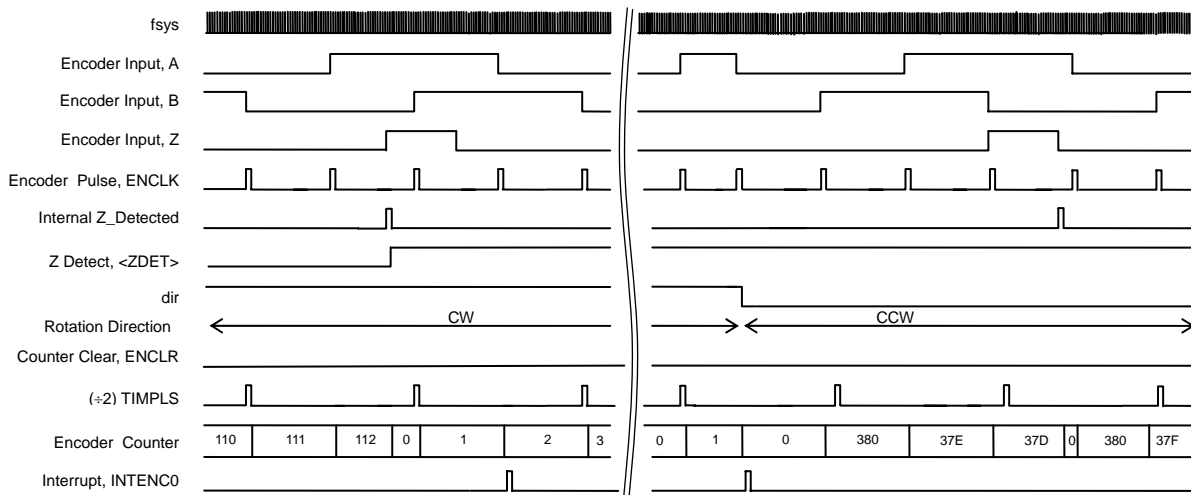 fsys
Encoder Input, A
Encoder Input, B
Encoder Input, Z
Encoder Pulse, ENCLK
Internal Z_Detected
Z Detect, <ZDET>
dir
Rotation Direction CW CCW
Counter Clear, ENCLR
(÷2) TIMPLS
Encoder Counter 110 111 112 0 1 2 3 0 1 0 380 37E 37D 0 380 37F
Interrupt, INTENC0